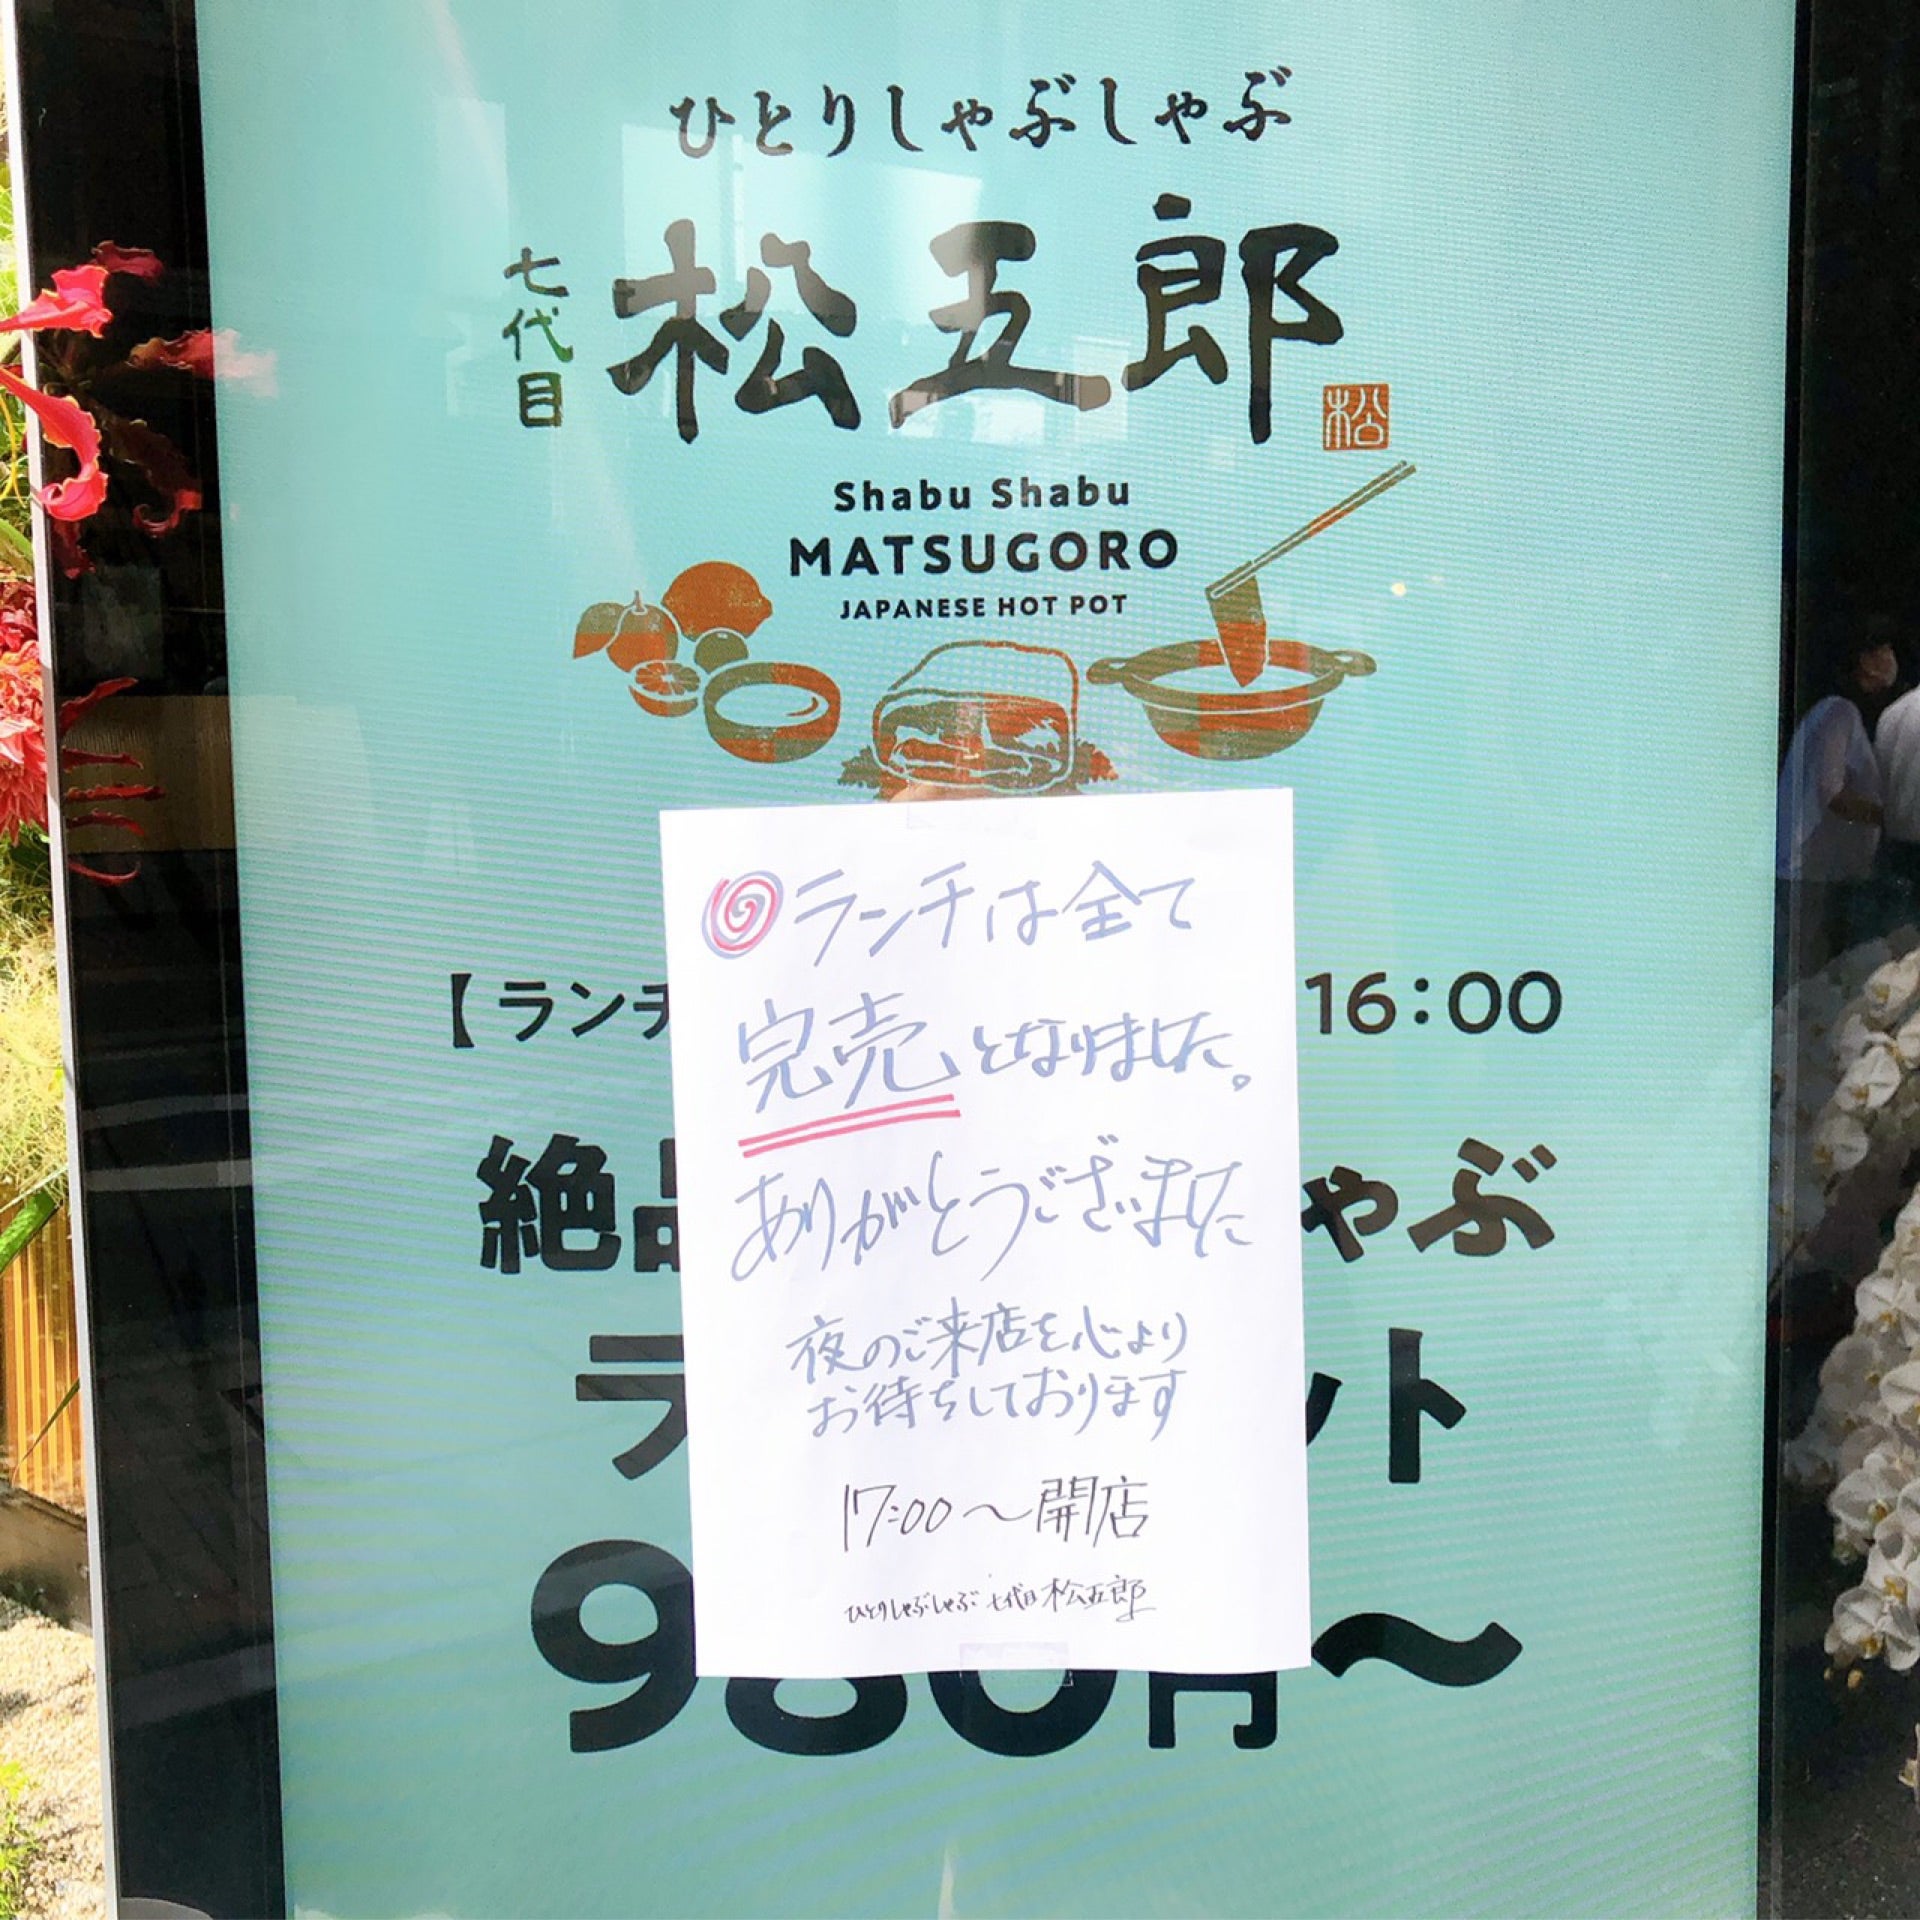 ひとりしゃぶしゃぶ
七代目
松五郎
松
Shabu Shabu
MATSUGORO
JAPANESE HOT POT
ランチは全て
完売となりました。
ありがとうございました
夜のご来店を心より
お待ちしております
17:00〜開店
ひとりしゃぶしゃぶ 七代目 松五郎
【ラン 16:00
絶 ゃぶ
ット
980円〜